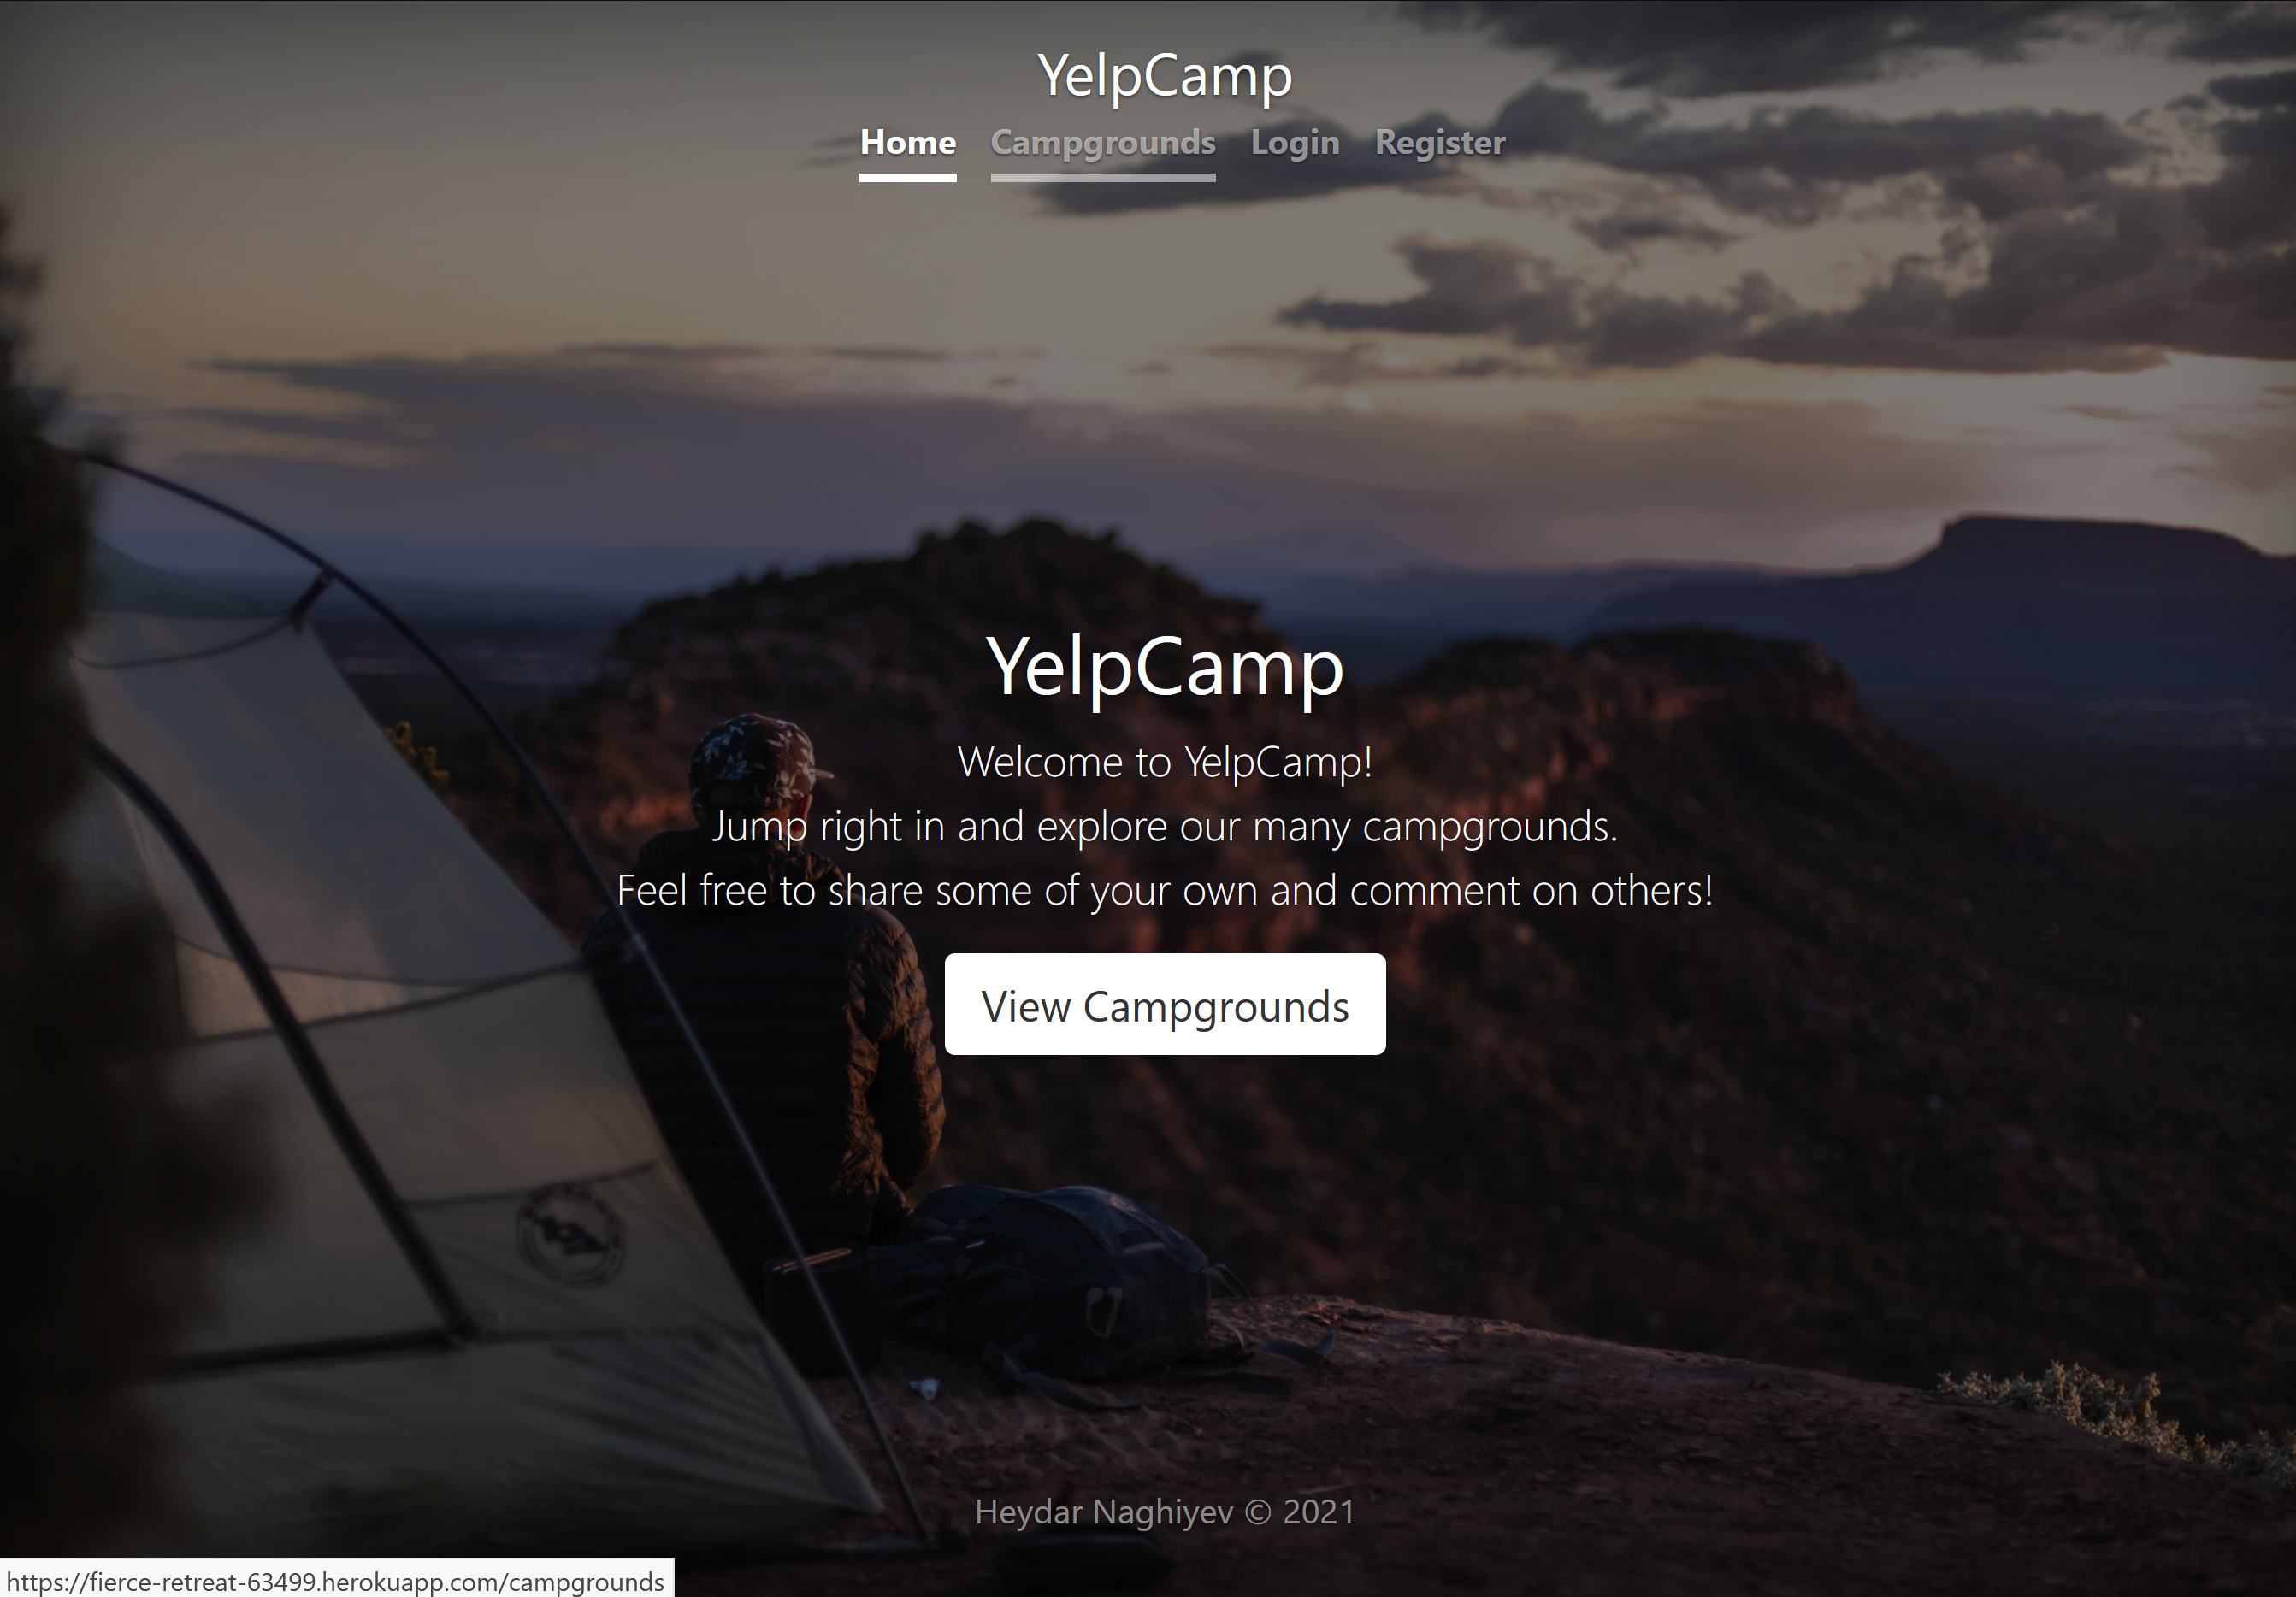 YelpCamp
Home Campgrounds Login Register
YelpCamp
Welcome to YelpCamp!
Jump right in and explore our many campgrounds.
Feel free to share some of your own and comment on others!
View Campgrounds
Heydar Naghiyev © 2021
https://fierce-retreat-63499.herokuapp.com/campgrounds